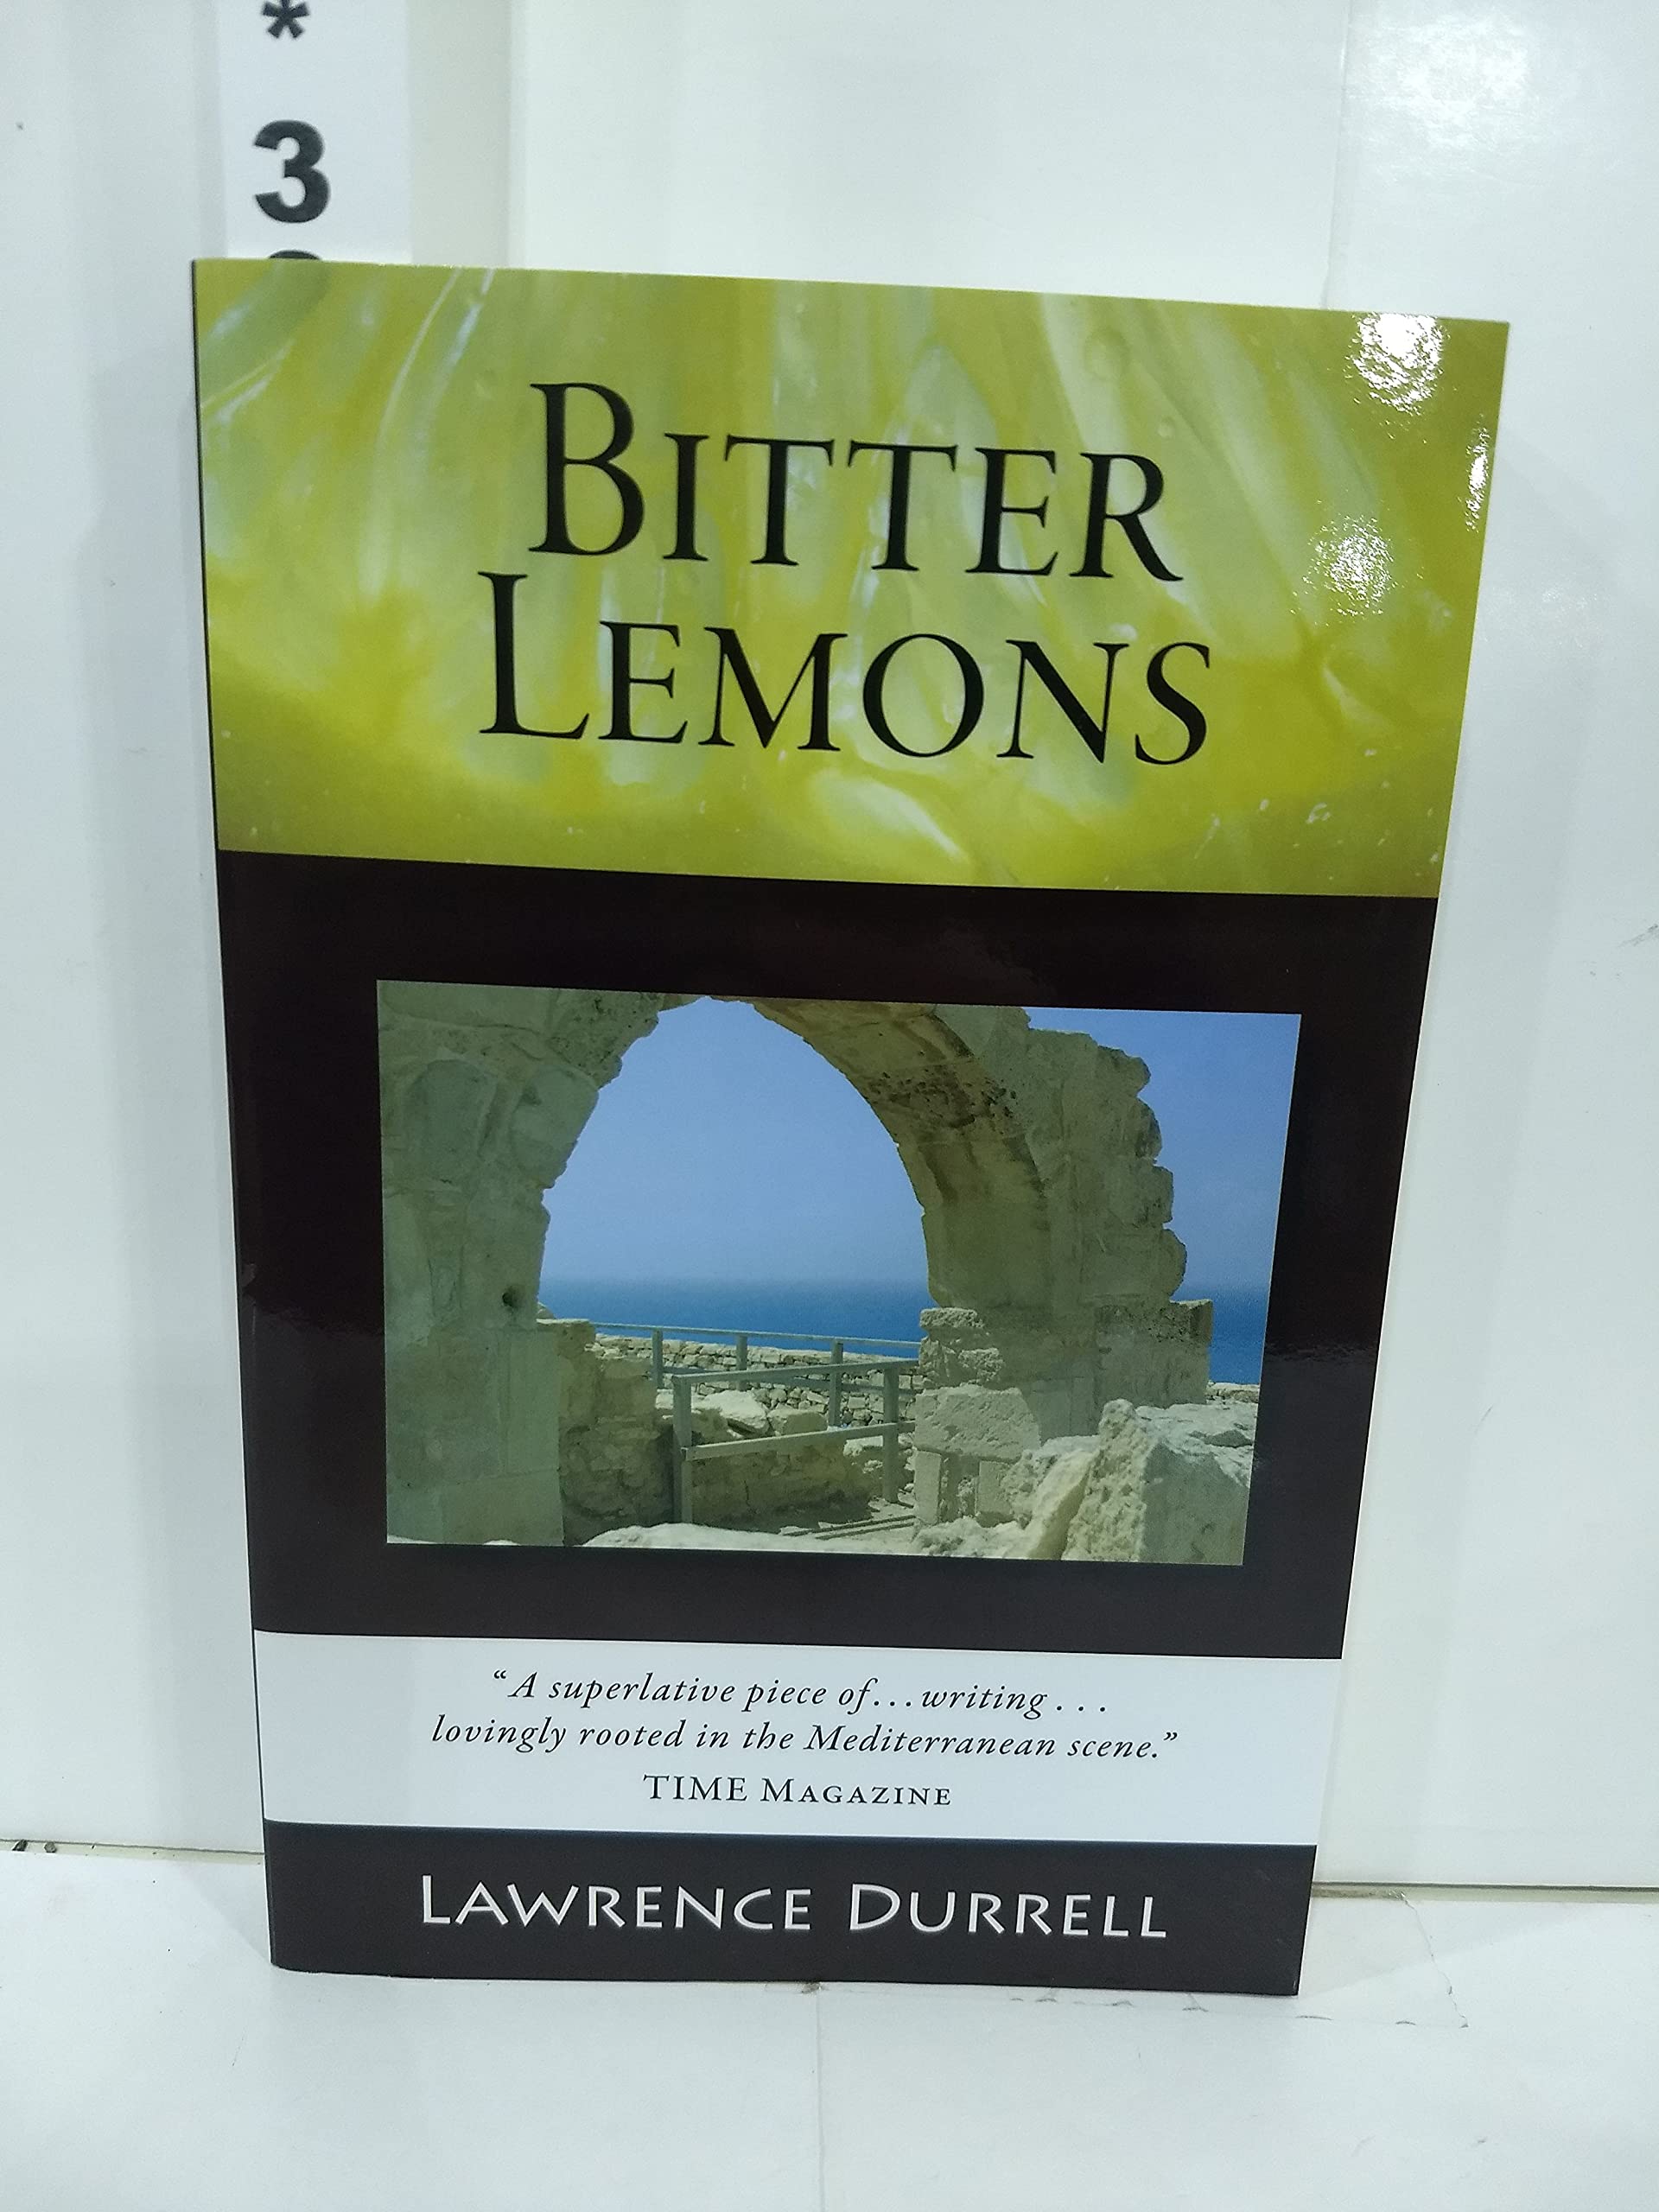 *
3
BITTER
LEMONS
“A superlative piece of...writing...
lovingly rooted in the Mediterranean scene.”
TIME MAGAZINE
LAWRENCE DURRELL